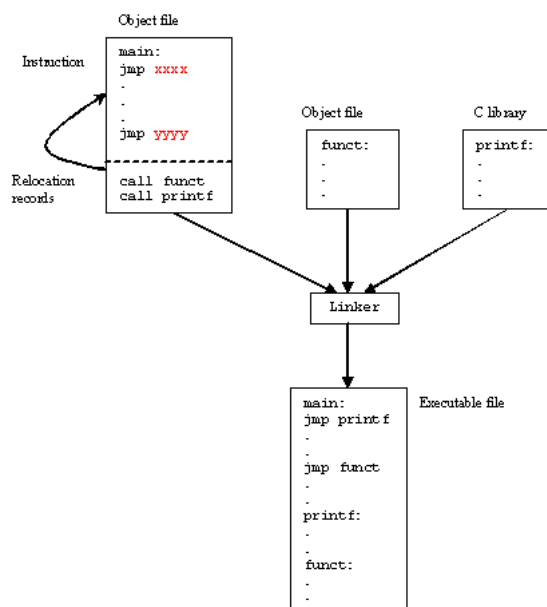 Object file
main:
jmp xxxx
.
.
.
jmp yyyy
call funct
call printf
Instruction
Relocation
records
Object file
funct:
.
.
.
C library
printf:
.
.
.
Linker
Executable file
main:
jmp printf
.
.
jmp funct
.
.
printf:
.
.
funct:
.
.